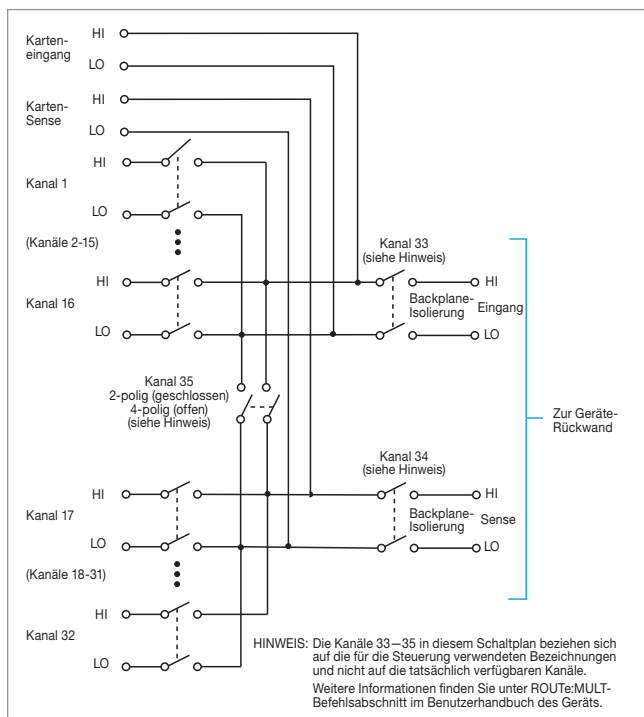 Karten-
eingang
HI
LO
Karten-
Sense
HI
LO
Kanal 1
HI
LO
(Kanäle 2-15)
Kanal 16
HI
LO
Kanal 33
(siehe Hinweis)
Backplane-
Isolierung
HI
Eingang
LO
Kanal 35
2-polig (geschlossen)
4-polig (offen)
(siehe Hinweis)
Zur Geräte-
Rückwand
Kanal 34
(siehe Hinweis)
Kanal 17
HI
LO
Backplane-
Isolierung
HI
Sense
LO
(Kanäle 18-31)
Kanal 32
HI
LO
HINWEIS: Die Kanäle 33—35 in diesem Schaltplan beziehen sich
auf die für die Steuerung verwendeten Bezeichnungen
und nicht auf die tatsächlich verfügbaren Kanäle.
Weitere Informationen finden Sie unter ROUTe:MULT-
Befehlsabschnitt im Benutzerhandbuch des Geräts.